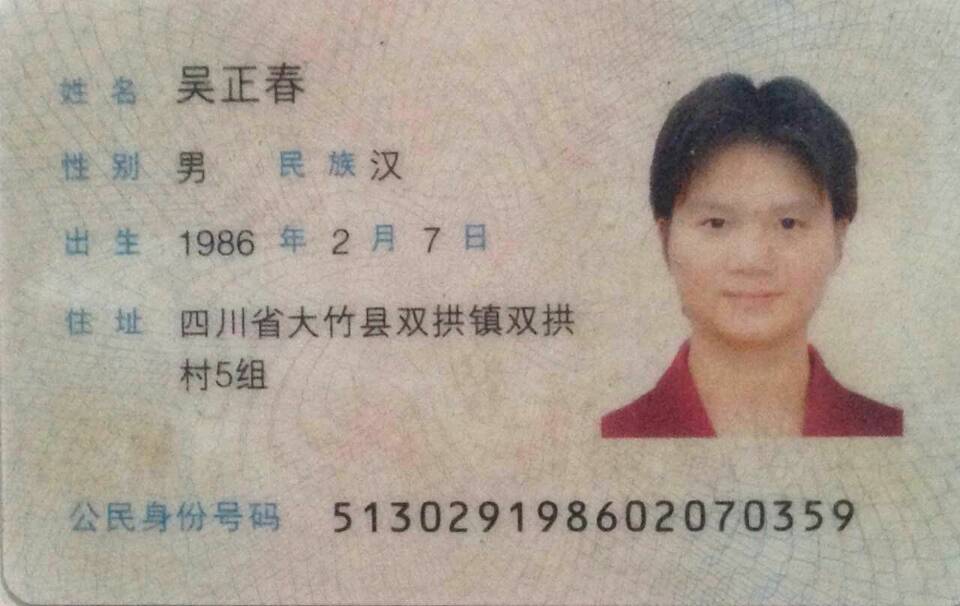 姓名 吴正春
性别 男 民族 汉
出生 1986 年 2 月 7 日
住址 四川省大竹县双拱镇双拱
村5组
公民身份号码 513029198602070359